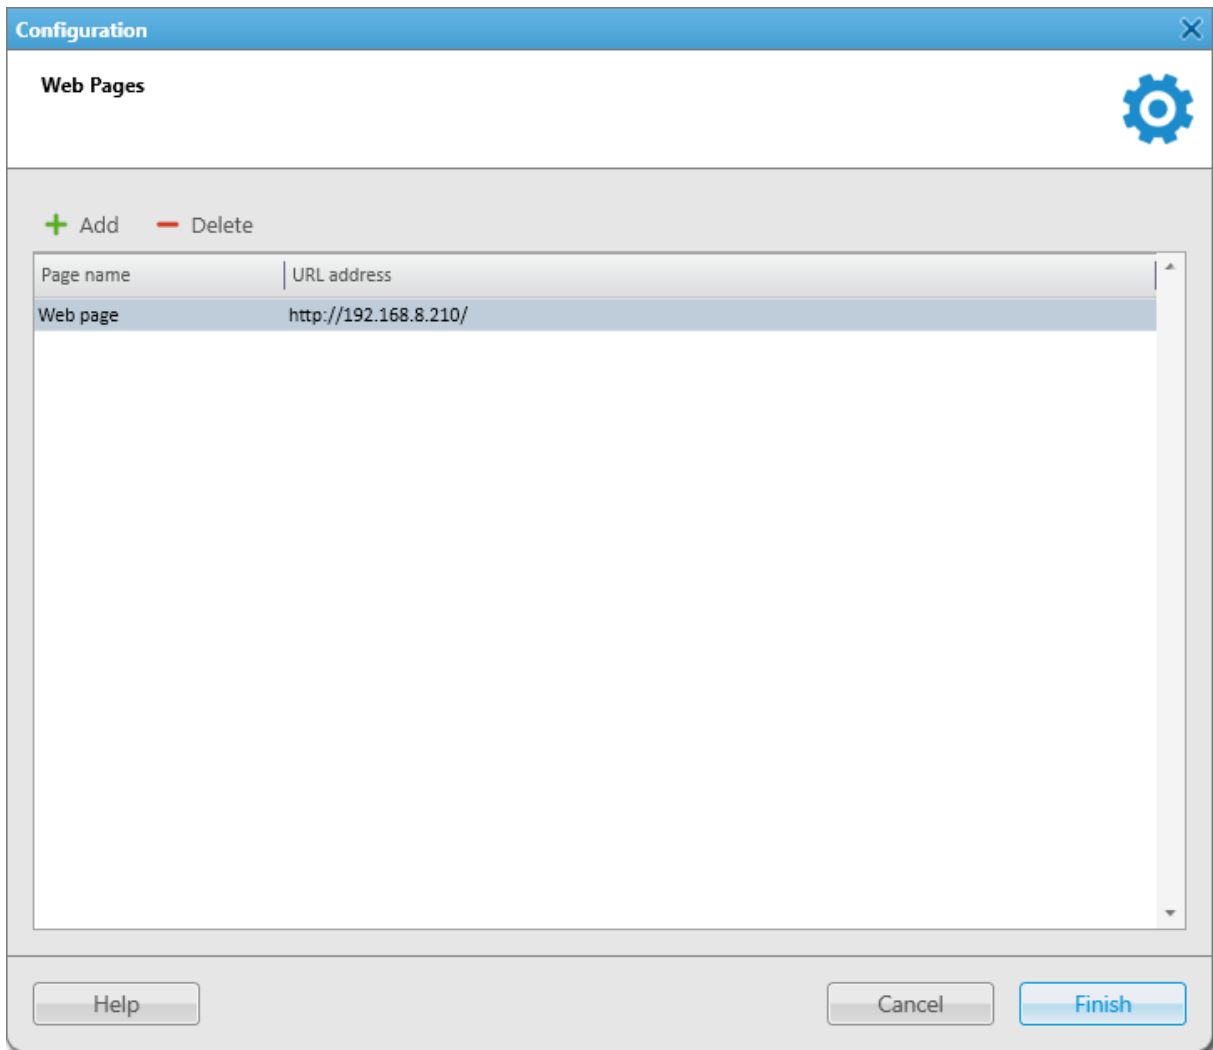 Configuration
Web Pages
Add Delete
Page name URL address
Web page http://192.168.8.210/
Help Cancel Finish